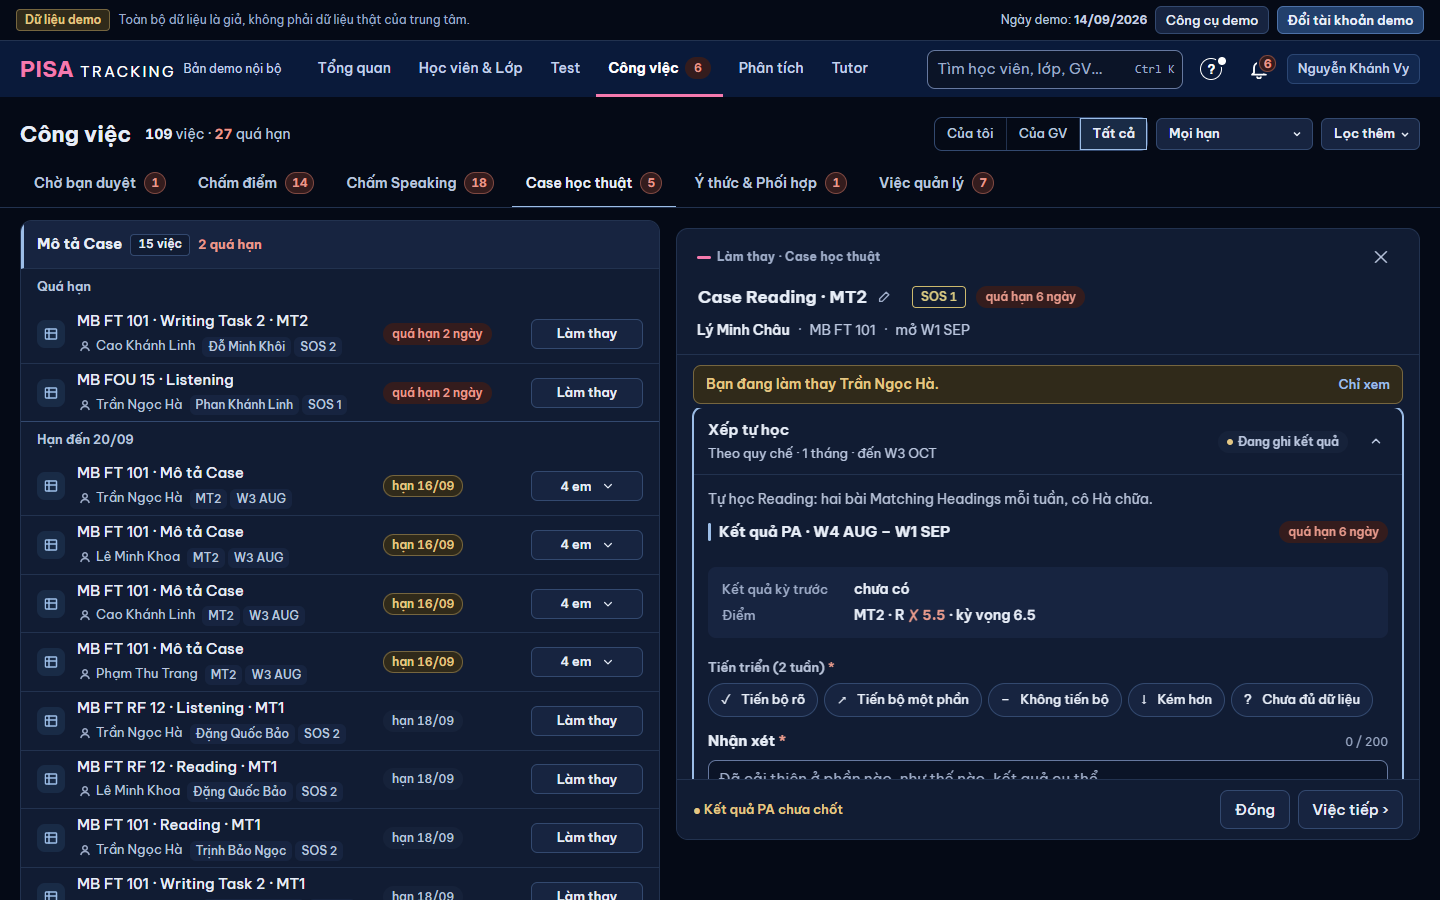 Dữ liệu demo Toàn bộ dữ liệu là giả, không phải dữ liệu thật của trung tâm. Ngày demo: 14/09/2026 Công cụ demo Đổi tài khoản demo
PISA TRACKING Bản demo nội bộ Tổng quan Học viên & Lớp Test Công việc 6 Phân tích Tutor Tìm học viên, lớp, GV... Ctrl K ? 6 Nguyễn Khánh Vy
Công việc 109 việc · 27 quá hạn Của tôi Của GV Tất cả Mọi hạn Lọc thêm
Chờ bạn duyệt 1 Chấm điểm 14 Chấm Speaking 18 Case học thuật 5 Ý thức & Phối hợp 1 Việc quản lý 7
Mô tả Case 15 việc 2 quá hạn
Quá hạn
MB FT 101 · Writing Task 2 · MT2
Cao Khánh Linh Đỗ Minh Khôi SOS 2
quá hạn 2 ngày Làm thay
MB FOU 15 · Listening
Trần Ngọc Hà Phan Khánh Linh SOS 1
quá hạn 2 ngày Làm thay
Hạn đến 20/09
MB FT 101 · Mô tả Case
Trần Ngọc Hà MT2 W3 AUG
hạn 16/09 4 em
MB FT 101 · Mô tả Case
Lê Minh Khoa MT2 W3 AUG
hạn 16/09 4 em
MB FT 101 · Mô tả Case
Cao Khánh Linh MT2 W3 AUG
hạn 16/09 4 em
MB FT 101 · Mô tả Case
Phạm Thu Trang MT2 W3 AUG
hạn 16/09 4 em
MB FT RF 12 · Listening · MT1
Trần Ngọc Hà Đặng Quốc Bảo SOS 2
hạn 18/09 Làm thay
MB FT RF 12 · Reading · MT1
Lê Minh Khoa Đặng Quốc Bảo SOS 2
hạn 18/09 Làm thay
MB FT 101 · Reading · MT1
Trần Ngọc Hà Trịnh Bảo Ngọc SOS 2
hạn 18/09 Làm thay
MB FT 101 · Writing Task 2 · MT1
hạn 18/09 Làm thay
Làm thay · Case học thuật
Case Reading · MT2 SOS 1 quá hạn 6 ngày
Lý Minh Châu · MB FT 101 · mở W1 SEP
Bạn đang làm thay Trần Ngọc Hà. Chỉ xem
Xếp tự học
Theo quy chế · 1 tháng · đến W3 OCT
Đang ghi kết quả
Tự học Reading: hai bài Matching Headings mỗi tuần, cô Hà chữa.
Kết quả PA · W4 AUG – W1 SEP quá hạn 6 ngày
Kết quả kỳ trước chưa có
Điểm MT2 · R ✗ 5.5 · kỳ vọng 6.5
Tiến triển (2 tuần) *
✓ Tiến bộ rõ ↗ Tiến bộ một phần – Không tiến bộ ↓ Kém hơn ? Chưa đủ dữ liệu
Nhận xét * 0 / 200
Đã cải thiện ở phần nào, như thế nào, kết quả cụ thể
Kết quả PA chưa chốt Đóng Việc tiếp ›